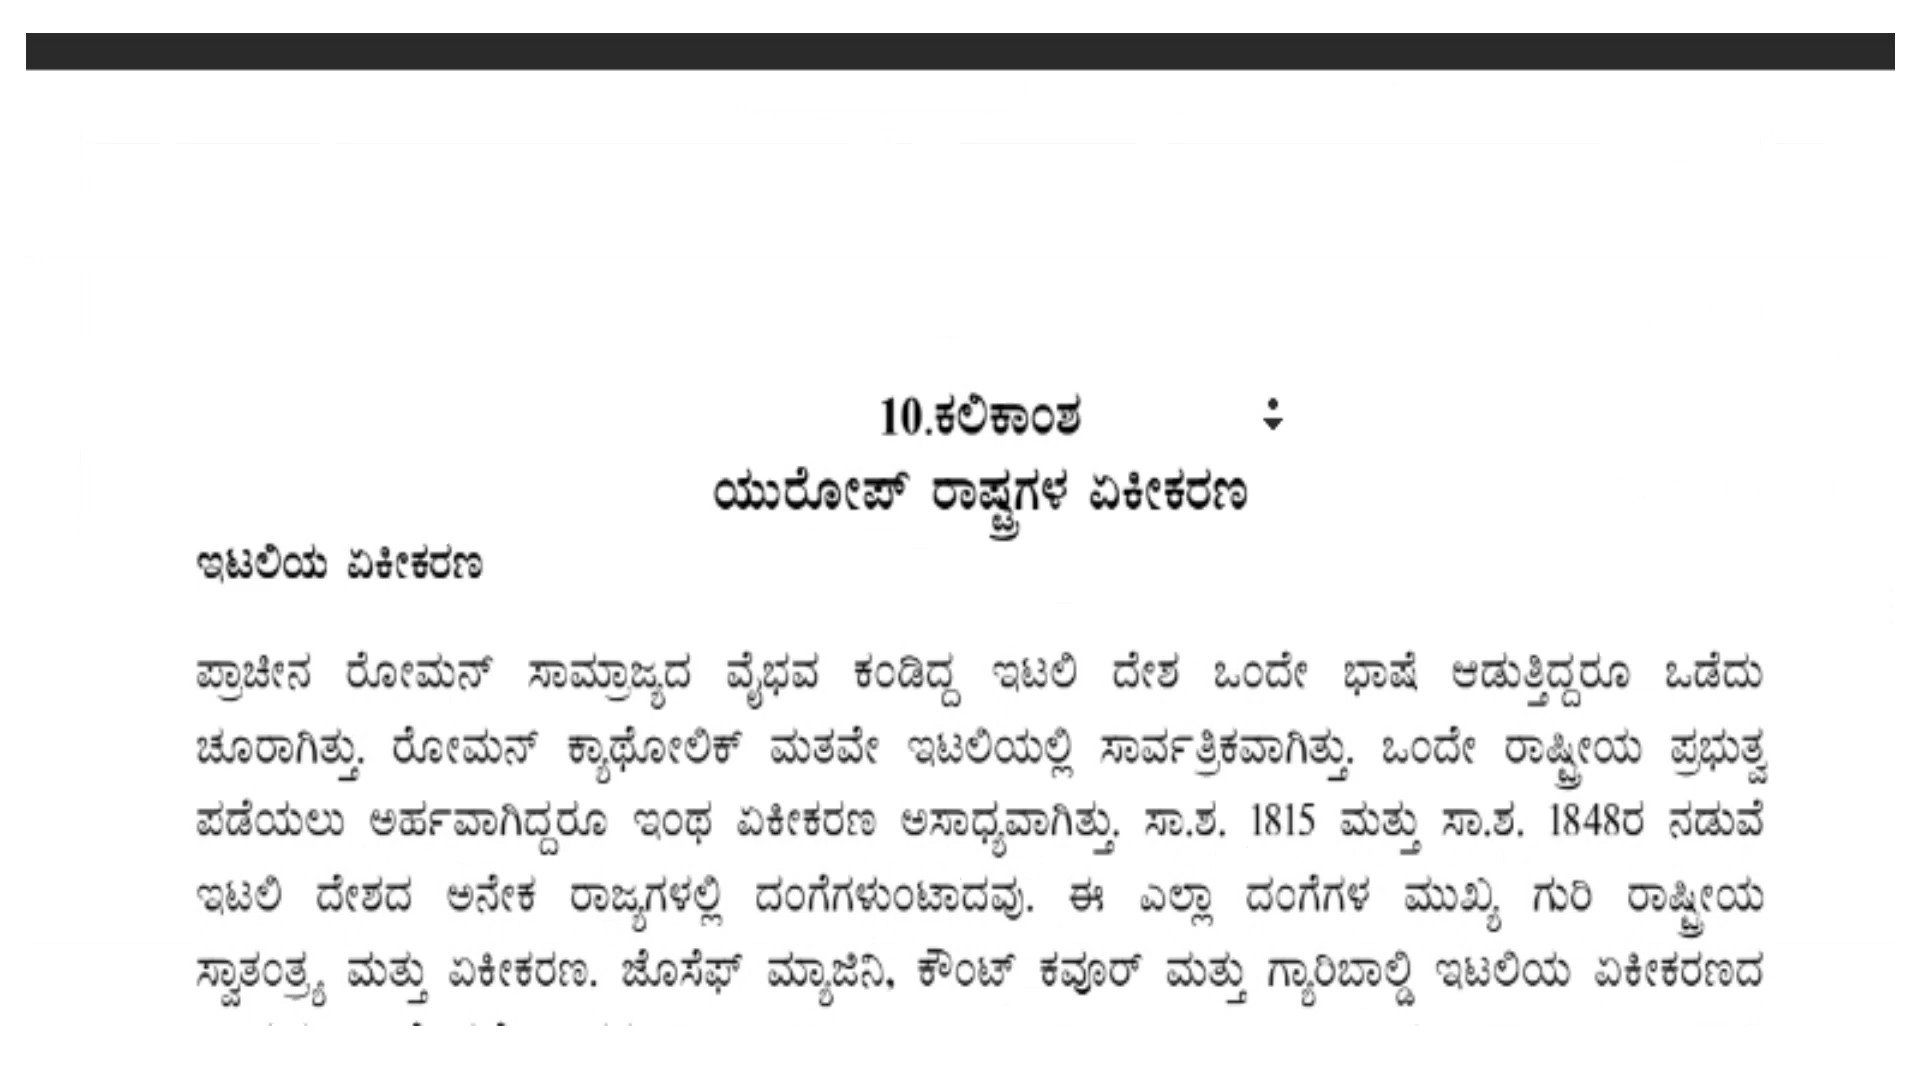 10.ಕಲಿಕಾಂಶ
ಯುರೋಪ್ ರಾಷ್ಟ್ರಗಳ ಏಕೀಕರಣ
ಇಟಲಿಯ ಏಕೀಕರಣ
ಪ್ರಾಚೀನ ರೋಮನ್ ಸಾಮ್ರಾಜ್ಯದ ವೈಭವ ಕಂಡಿದ್ದ ಇಟಲಿ ದೇಶ ಒಂದೇ ಭಾಷೆ ಆಡುತ್ತಿದ್ದರೂ ಒಡೆದು
ಚೂರಾಗಿತ್ತು. ರೋಮನ್ ಕ್ಯಾಥೋಲಿಕ್ ಮತವೇ ಇಟಲಿಯಲ್ಲಿ ಸಾರ್ವತ್ರಿಕವಾಗಿತ್ತು. ಒಂದೇ ರಾಷ್ಟ್ರೀಯ ಪ್ರಭುತ್ವ
ಪಡೆಯಲು ಅರ್ಹವಾಗಿದ್ದರೂ ಇಂಥ ಏಕೀಕರಣ ಅಸಾಧ್ಯವಾಗಿತ್ತು. ಸಾ.ಶ. 1815 ಮತ್ತು ಸಾ.ಶ. 1848ರ ನಡುವೆ
ಇಟಲಿ ದೇಶದ ಅನೇಕ ರಾಜ್ಯಗಳಲ್ಲಿ ದಂಗೆಗಳುಂಟಾದವು. ಈ ಎಲ್ಲಾ ದಂಗೆಗಳ ಮುಖ್ಯ ಗುರಿ ರಾಷ್ಟ್ರೀಯ
ಸ್ವಾತಂತ್ರ್ಯ ಮತ್ತು ಏಕೀಕರಣ. ಜೊಸೆಫ್ ಮ್ಯಾಜಿನಿ, ಕೌಂಟ್ ಕವೂರ್ ಮತ್ತು ಗ್ಯಾರಿಬಾಲ್ಡಿ ಇಟಲಿಯ ಏಕೀಕರಣದ